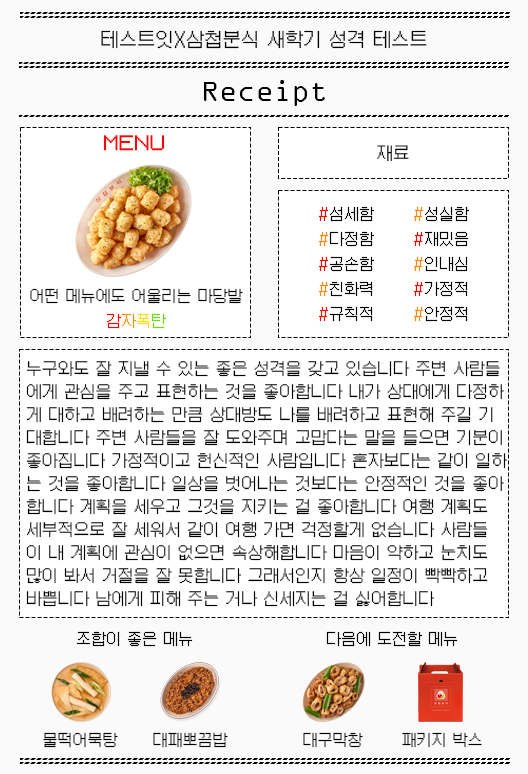 테스트잇X삼첩분식 새학기 성격 테스트
Receipt
MENU
삼첩분식
어떤 메뉴에도 어울리는 마당발
감자폭탄
재료
#섬세함 #성실함
#다정함 #재밌음
#공손함 #인내심
#친화력 #가정적
#규칙적 #안정적
누구와도 잘 지낼 수 있는 좋은 성격을 갖고 있습니다 주변 사람들
에게 관심을 주고 표현하는 것을 좋아합니다 내가 상대에게 다정하
게 대하고 배려하는 만큼 상대방도 나를 배려하고 표현해 주길 기
대합니다 주변 사람들을 잘 도와주며 고맙다는 말을 들으면 기분이
좋아집니다 가정적이고 헌신적인 사람입니다 혼자보다는 같이 일하
는 것을 좋아합니다 일상을 벗어나는 것보다는 안정적인 것을 좋아
합니다 계획을 세우고 그것을 지키는 걸 좋아합니다 여행 계획도
세부적으로 잘 세워서 같이 여행 가면 걱정할게 없습니다 사람들
이 내 계획에 관심이 없으면 속상해합니다 마음이 약하고 눈치도
많이 봐서 거절을 잘 못합니다 그래서인지 항상 일정이 빡빡하고
바쁩니다 남에게 피해 주는 거나 신세지는 걸 싫어합니다
조합이 좋은 메뉴
다음에 도전할 메뉴
물떡어묵탕
대패뽀끔밥
대구막창
패키지 박스